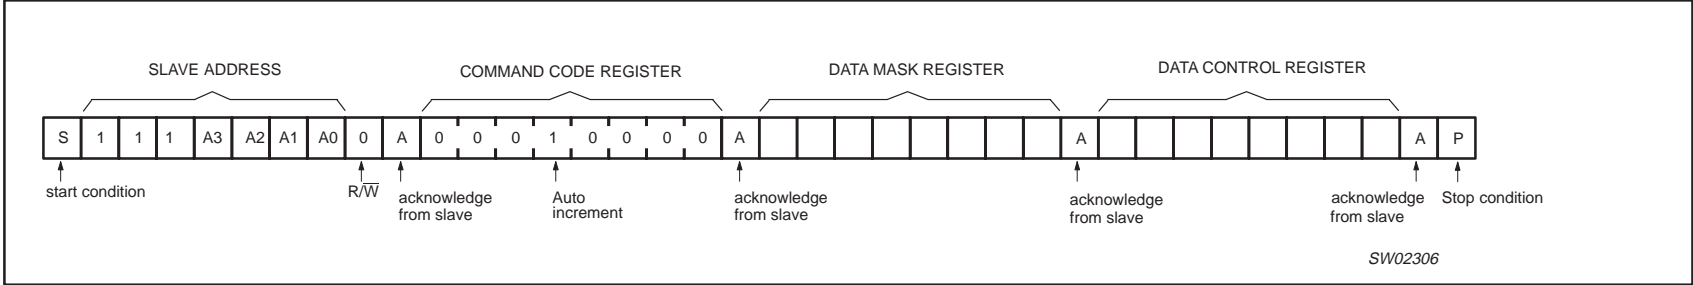 SLAVE ADDRESS COMMAND CODE REGISTER DATA MASK REGISTER DATA CONTROL REGISTER
S 1 1 1 A3 A2 A1 A0 0 A 0 0 0 1 0 0 0 0 A A A P
start condition R/W acknowledge from slave Auto increment acknowledge from slave acknowledge from slave acknowledge from slave Stop condition
SW02306